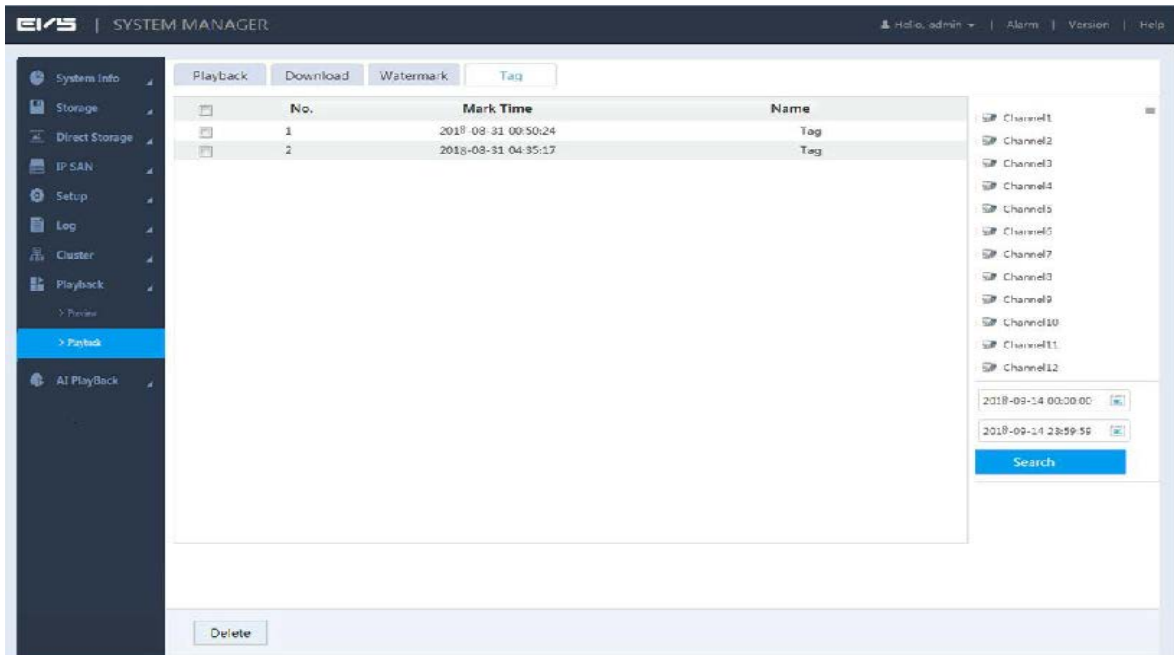 EIVS | SYSTEM MANAGER
Hello, admin | Alarm | Version | Help
System Info
Storage
Direct Storage
IP SAN
Setup
Log
Cluster
Playback
> Preview
> Playback
AI PlayBack
Playback Download Watermark Tag
No. Mark Time Name
1 2018-08-31 00:50:24 Tag
2 2018-08-31 04:35:17 Tag
Channel1
Channel2
Channel3
Channel4
Channel5
Channel6
Channel7
Channel8
Channel9
Channel10
Channel11
Channel12
2018-09-14 00:00:00
2018-09-14 23:59:59
Search
Delete